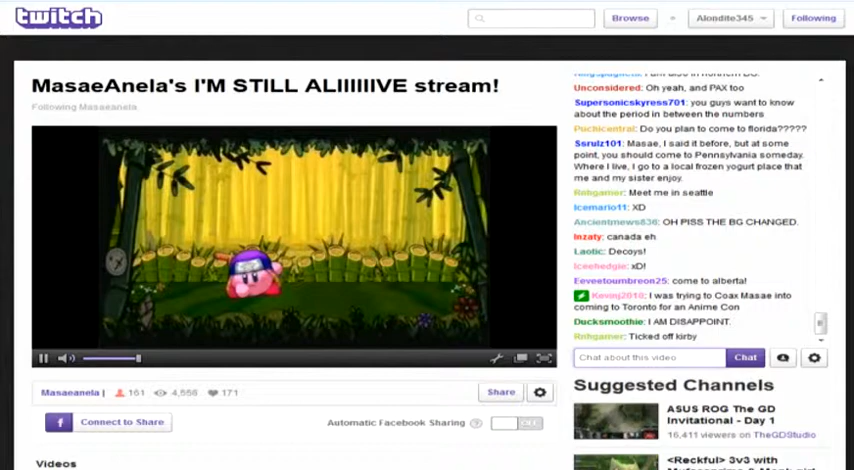 twitch
Browse
Alondite345
Following
MasaeAnela's I'M STILL ALIIIIIIVE stream!
Following Masaeanela
Unconsidered: Oh yeah, and PAX too
Supersonicskyress701: you guys want to know
about the period in between the numbers
Puchicentral: Do you plan to come to florida?????
Ssrulz101: Masae, I said it before, but at some
point, you should come to Pennsylvania someday.
Where I live, I go to a local frozen yogurt place that
me and my sister enjoy.
Rnhgamer: Meet me in seattle
Icemario11: XD
Ancientmews836: OH PISS THE BG CHANGED.
Inzaty: canada eh
Laotic: Decoys!
Iceehedgie: xD!
Eeveetoumbreon25: come to alberta!
Kevinj2010: I was trying to Coax Masae into
coming to Toronto for an Anime Con
Ducksmoothie: I AM DISAPPOINT.
Rnhgamer: Ticked off kirby
Chat about this video
Chat
Masaeanela | 161 4,556 171
Share
f Connect to Share
Automatic Facebook Sharing ? OFF
Suggested Channels
ASUS ROG The GD
Invitational - Day 1
16,411 viewers on TheGDStudio
<Reckful> 3v3 with
Videos